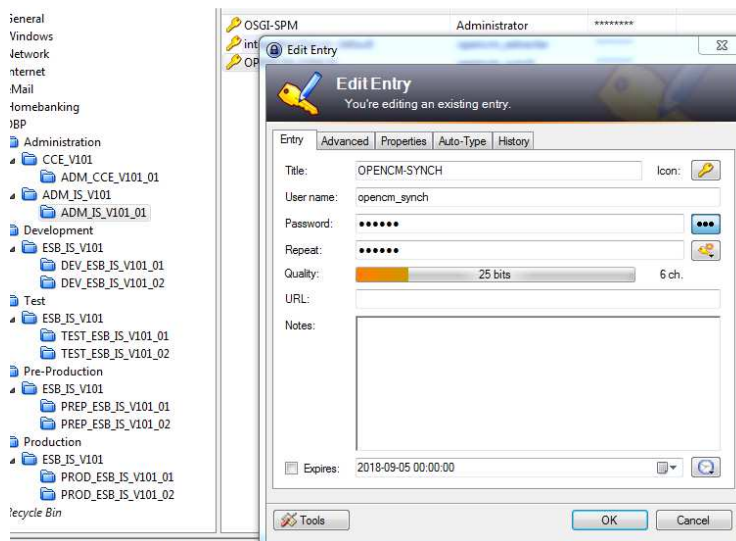 General
Windows
Network
Internet
eMail
Homebanking
Administration
CCE_V101
ADM_CCE_V101_01
ADM_IS_V101
ADM_IS_V101_01
Development
ESB_IS_V101
DEV_ESB_IS_V101_01
DEV_ESB_IS_V101_02
Test
ESB_IS_V101
TEST_ESB_IS_V101_01
TEST_ESB_IS_V101_02
Pre-Production
ESB_IS_V101
PREP_ESB_IS_V101_01
PREP_ESB_IS_V101_02
Production
ESB_IS_V101
PROD_ESB_IS_V101_01
PROD_ESB_IS_V101_02
Recycle Bin
OSGI-SPM Administrator ********
Edit Entry
Edit Entry
You're editing an existing entry.
Entry Advanced Properties Auto-Type History
Title: OPENCM-SYNCH Icon:
User name: opencm_synch
Password: ••••••
Repeat: ••••••
Quality: 25 bits 6 ch.
URL:
Notes:
Expires: 2018-09-05 00:00:00
Tools OK Cancel